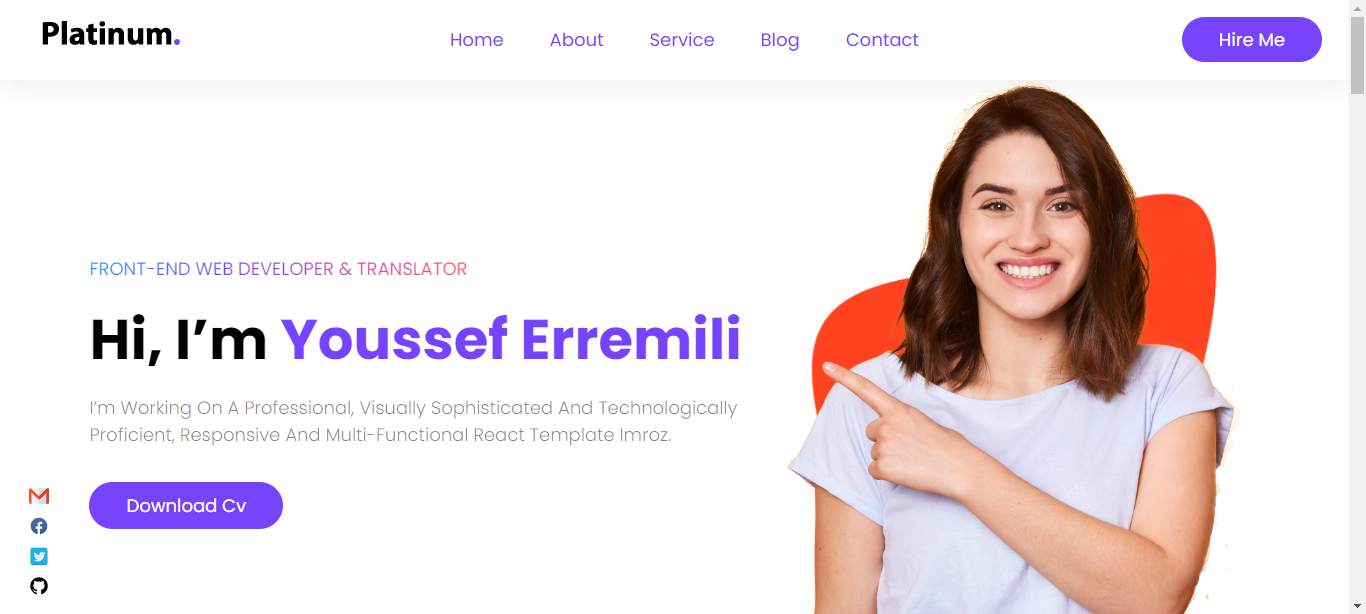 Platinum.
Home About Service Blog Contact
Hire Me
FRONT-END WEB DEVELOPER & TRANSLATOR
Hi, I’m Youssef Erremili
I’m Working On A Professional, Visually Sophisticated And Technologically
Proficient, Responsive And Multi-Functional React Template Imroz.
Download Cv